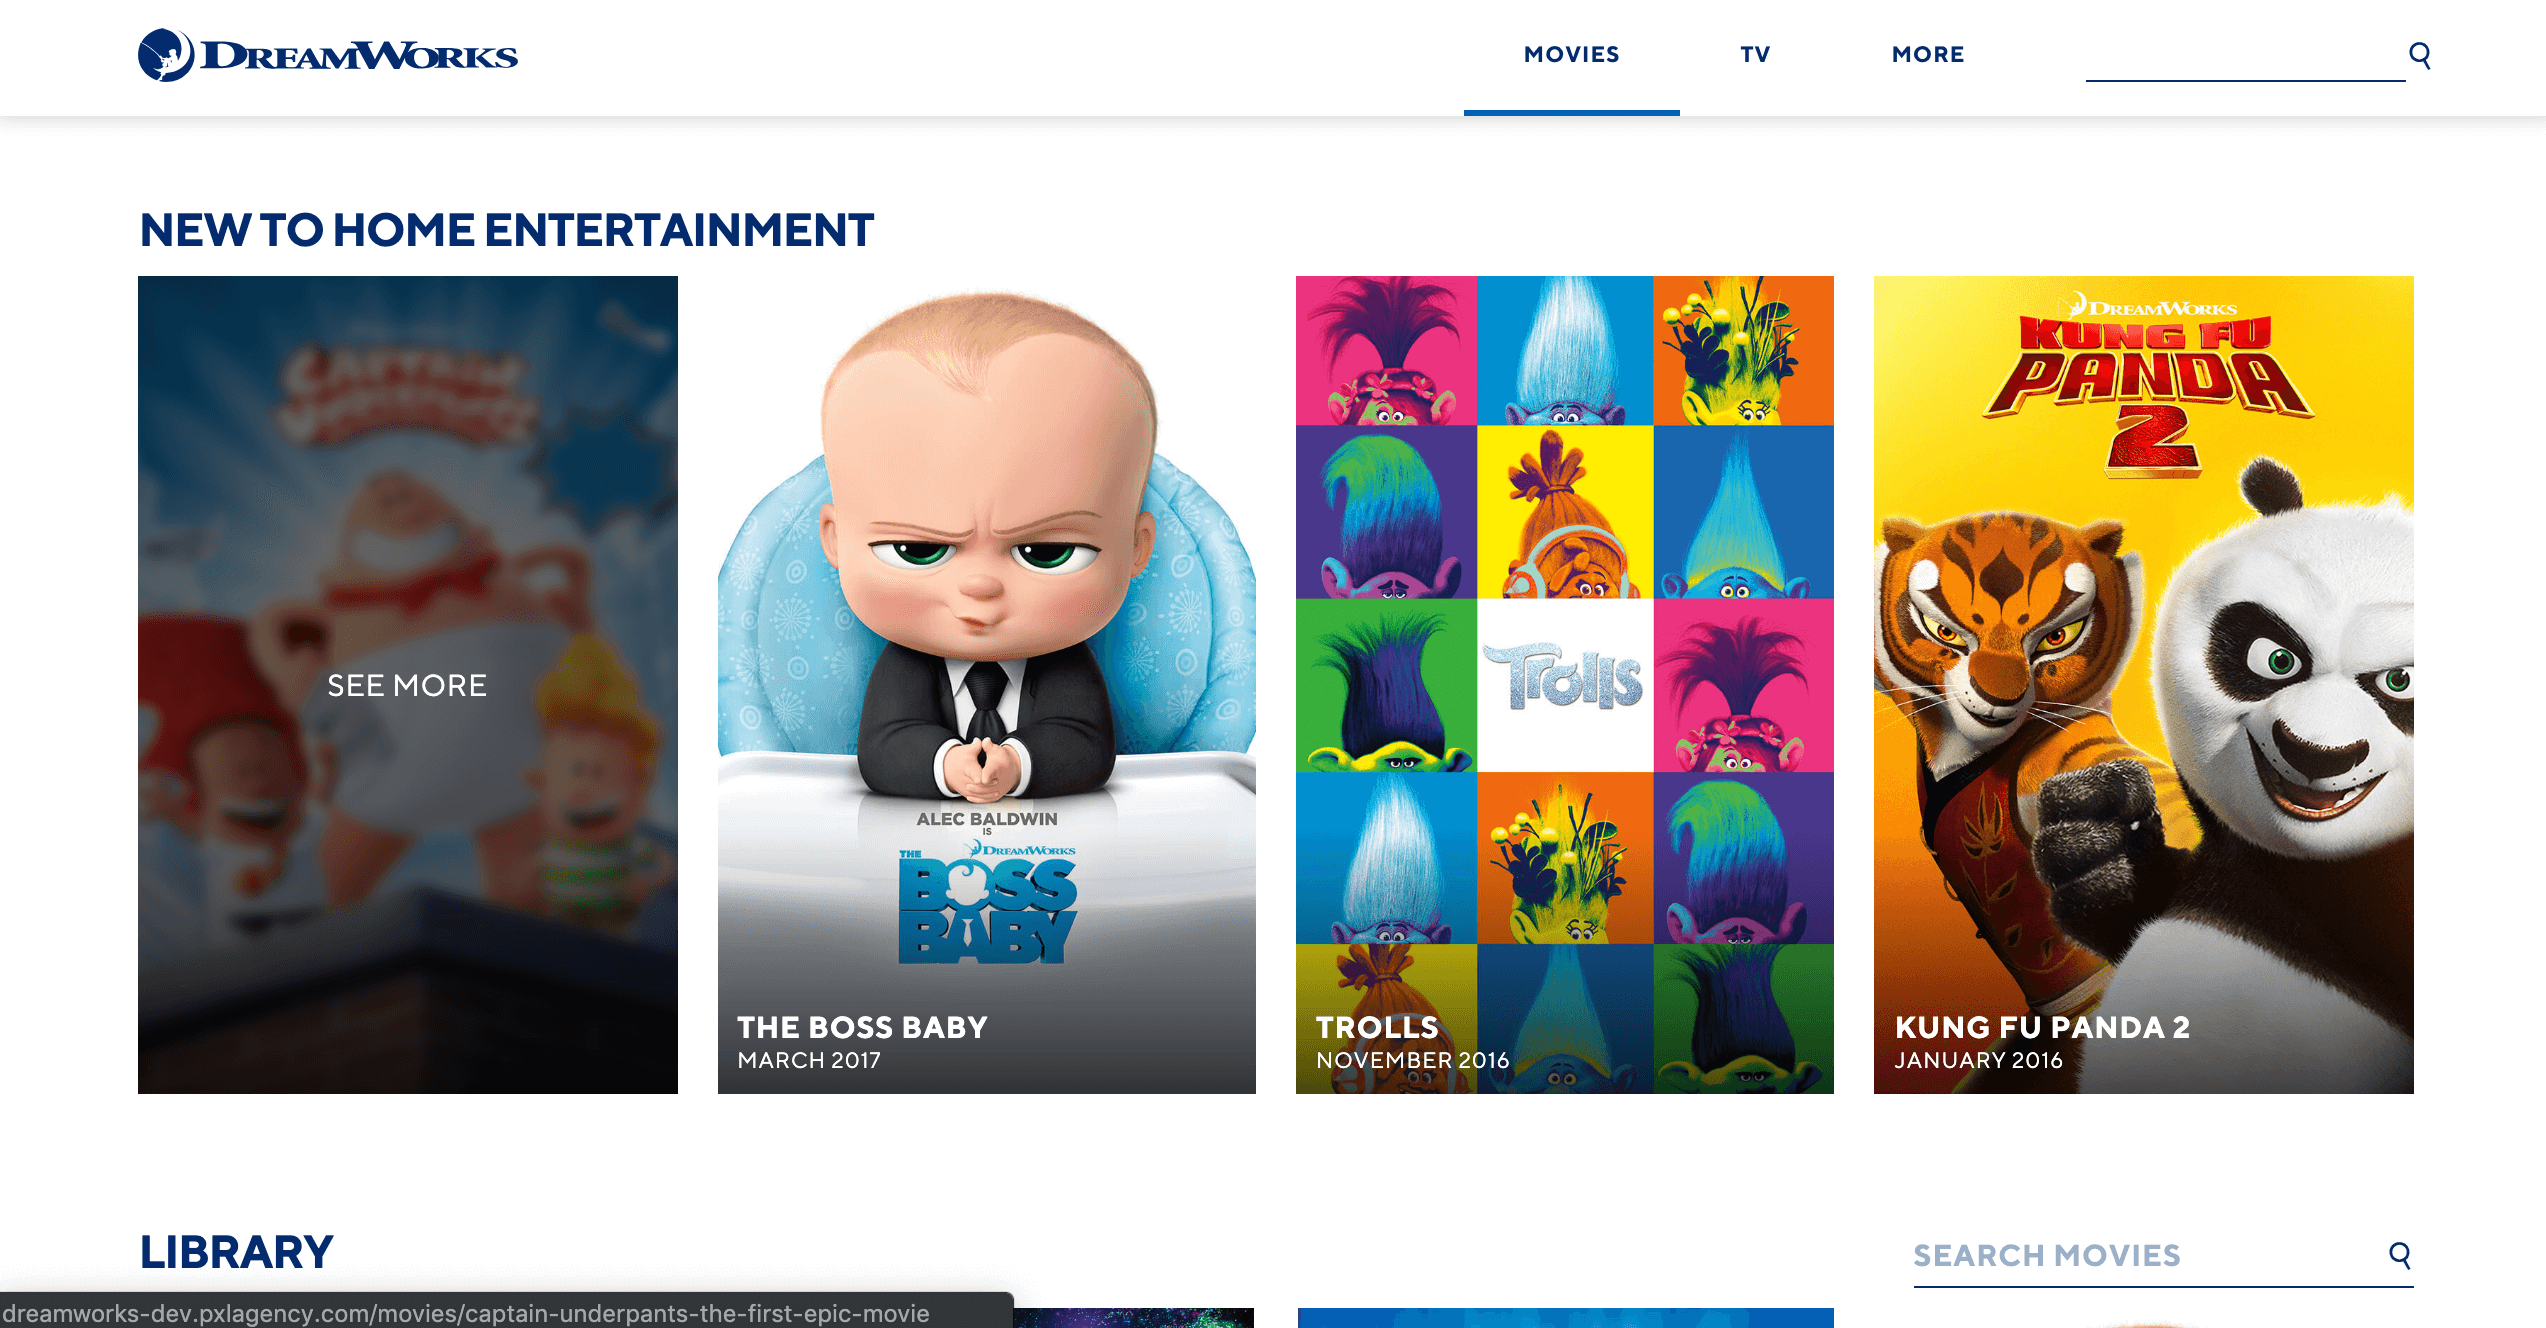 DREAMWORKS
MOVIES
TV
MORE
NEW TO HOME ENTERTAINMENT
CAPTAIN
UNDERPANTS
SEE MORE
ALEC BALDWIN
IS
DREAMWORKS
THE
BOSS
BABY
THE BOSS BABY
MARCH 2017
Trolls
TROLLS
NOVEMBER 2016
DREAMWORKS
KUNG FU
PANDA
2
KUNG FU PANDA 2
JANUARY 2016
LIBRARY
SEARCH MOVIES
dreamworks-dev.pxlagency.com/movies/captain-underpants-the-first-epic-movie